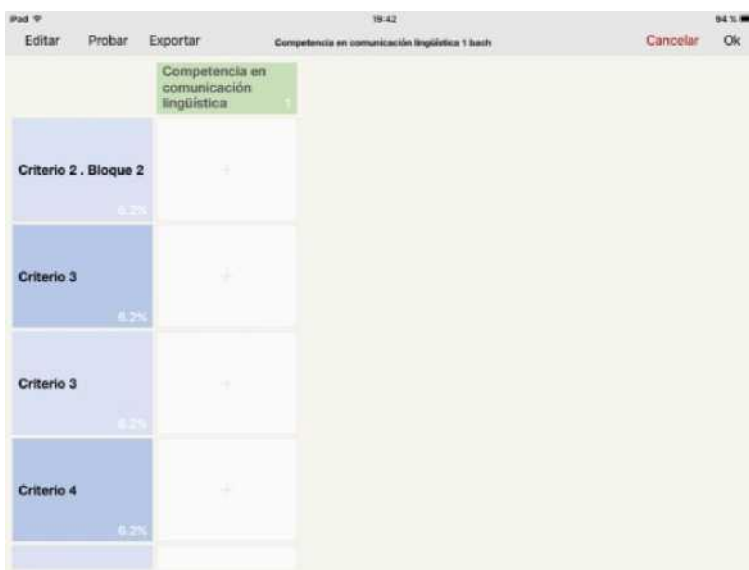 iPad 19:42 94 %
Editar Probar Exportar Competencia en comunicación lingüística 1 bach Cancelar Ok
Competencia en
comunicación
lingüística
1
Criterio 2 . Bloque 2
+
6.2%
Criterio 3
+
6.2%
Criterio 3
+
6.2%
Criterio 4
+
6.2%